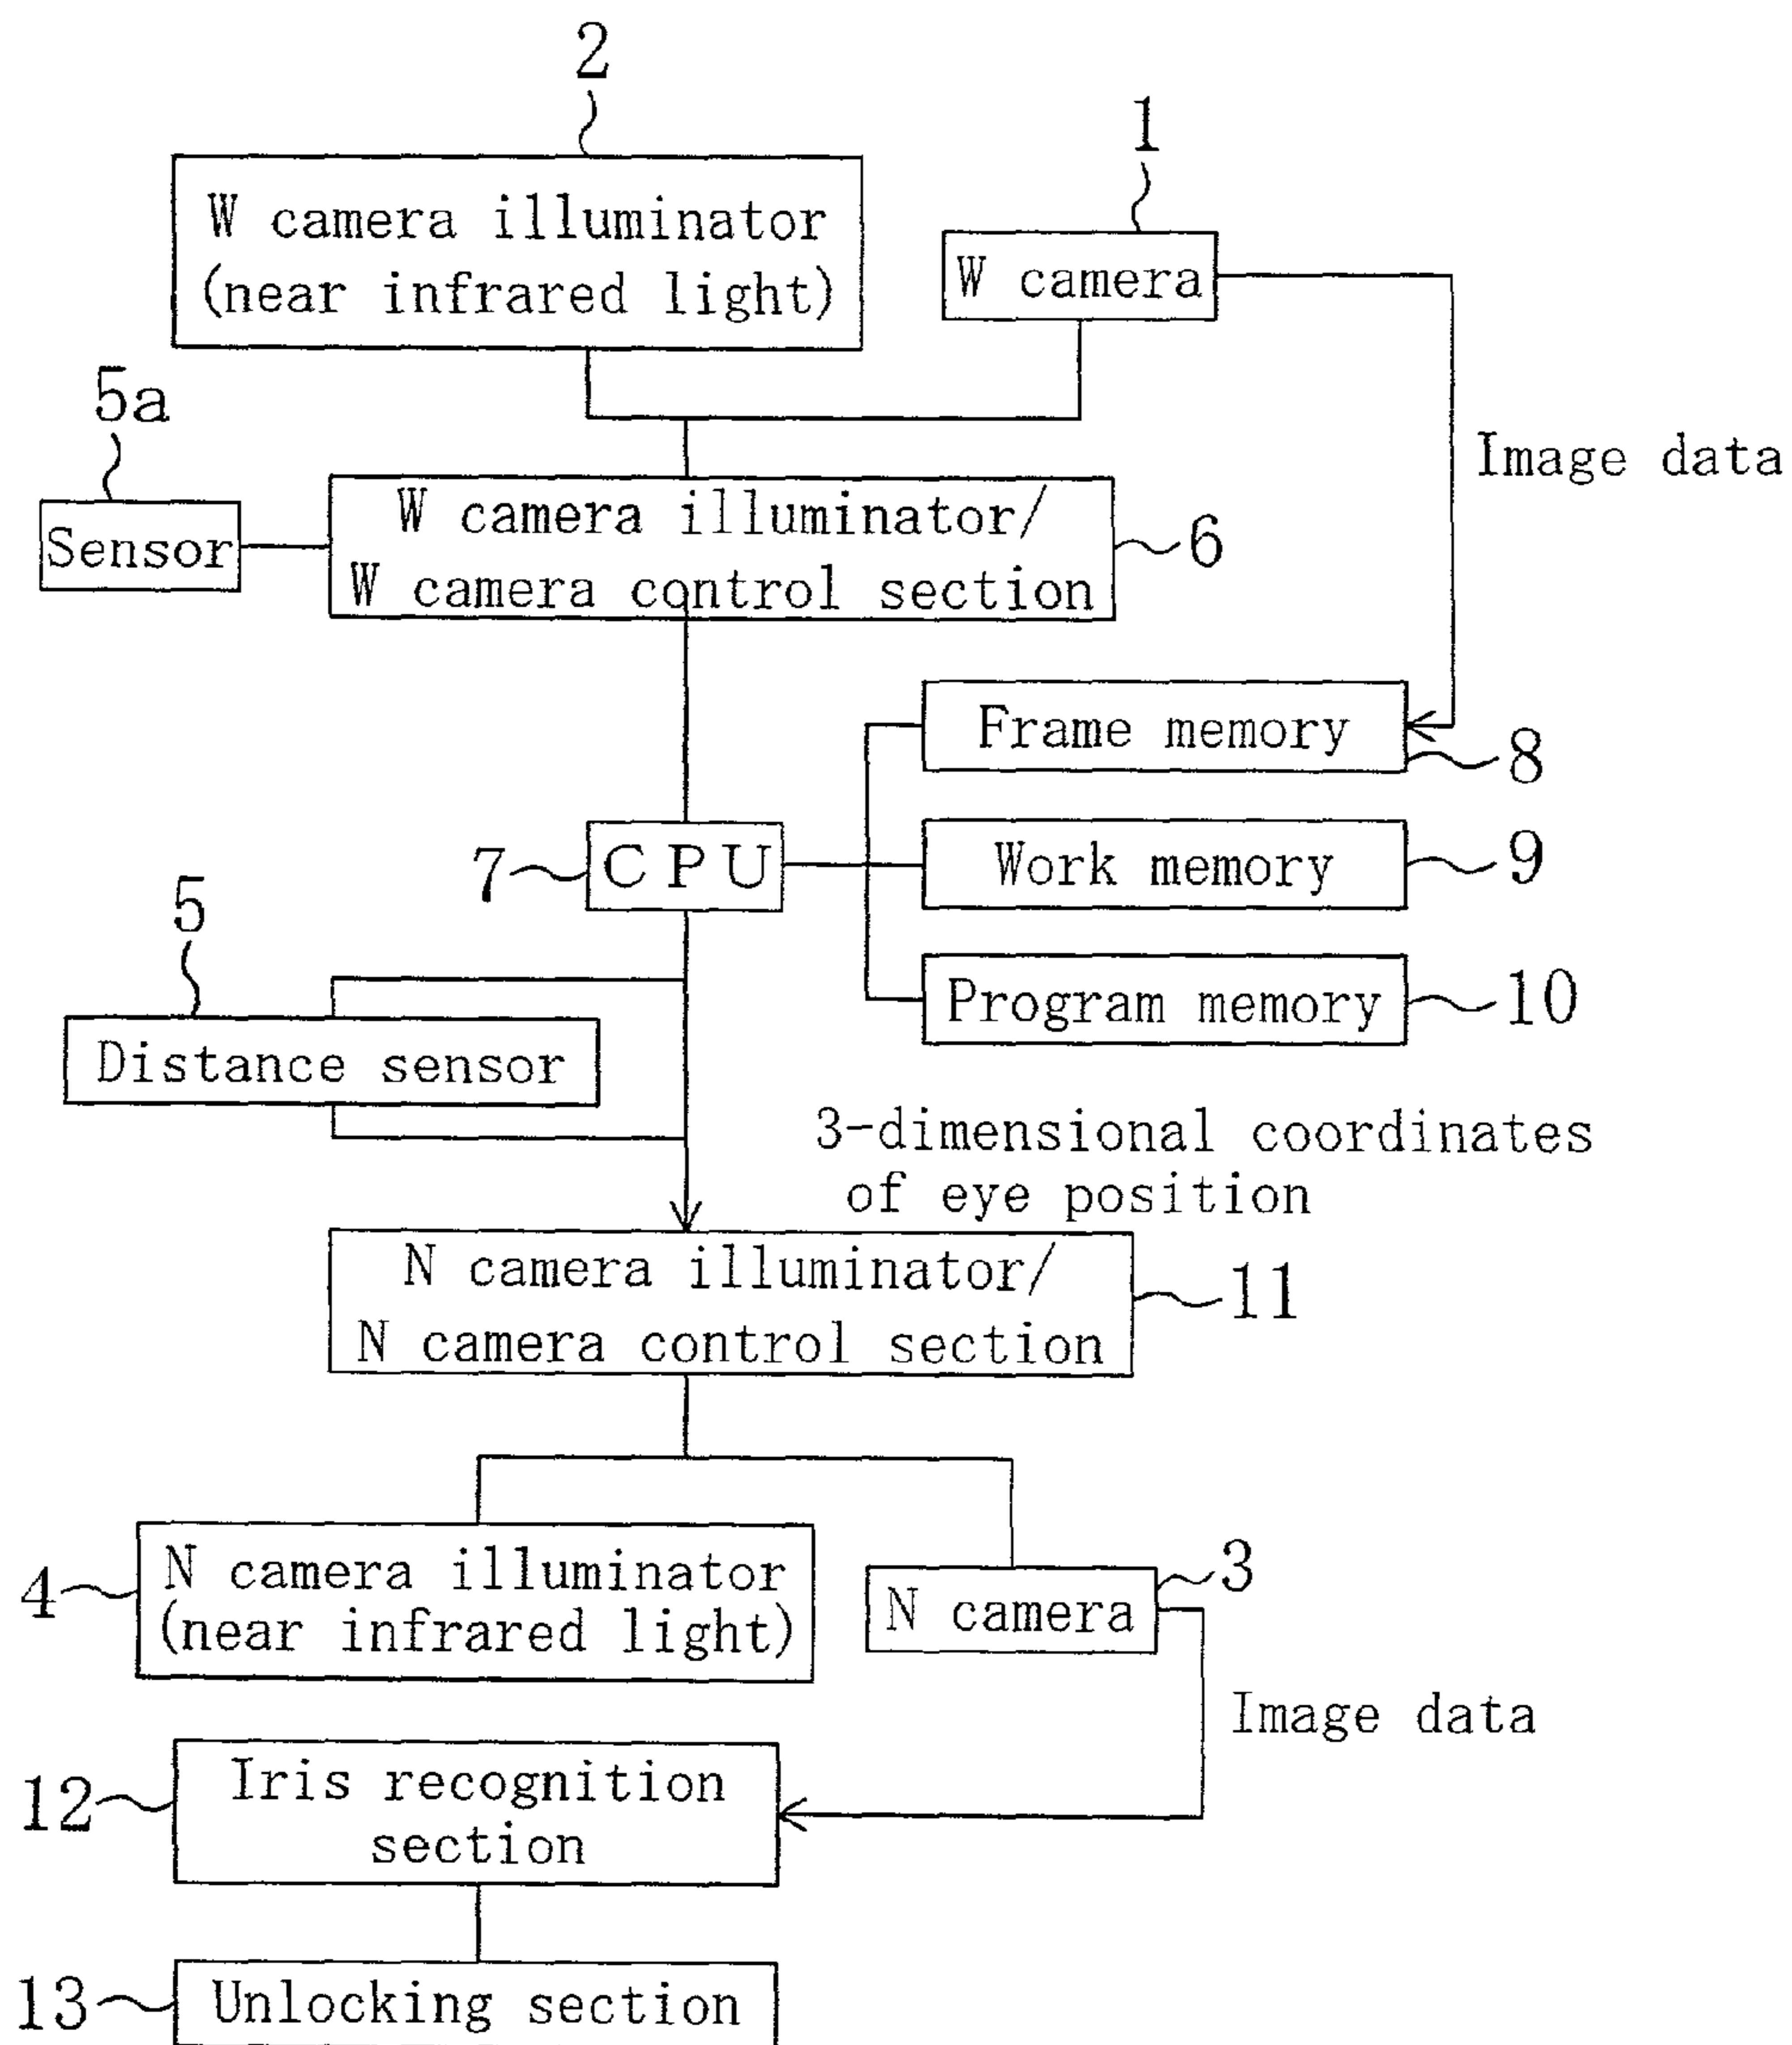 2
1
W camera illuminator
(near infrared light)
W camera
5a
Image data
Sensor
W camera illuminator/
W camera control section
6
Frame memory
8
7
CPU
Work memory
9
5
Program memory
10
Distance sensor
3-dimensional coordinates
of eye position
N camera illuminator/
N camera control section
11
4
N camera illuminator
(near infrared light)
N camera
3
Image data
12
Iris recognition
section
13
Unlocking section